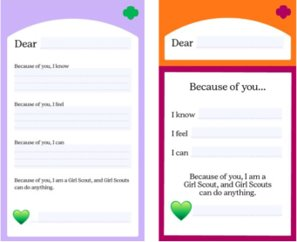 Dear
Because of you, I know
Because of you, I feel
Because of you, I can
Because of you, I am a Girl Scout, and Girl Scouts
can do anything.
Dear
Because of you...
I know
I feel
I can
Because of you, I am a
Girl Scout, and Girl Scouts
can do anything.